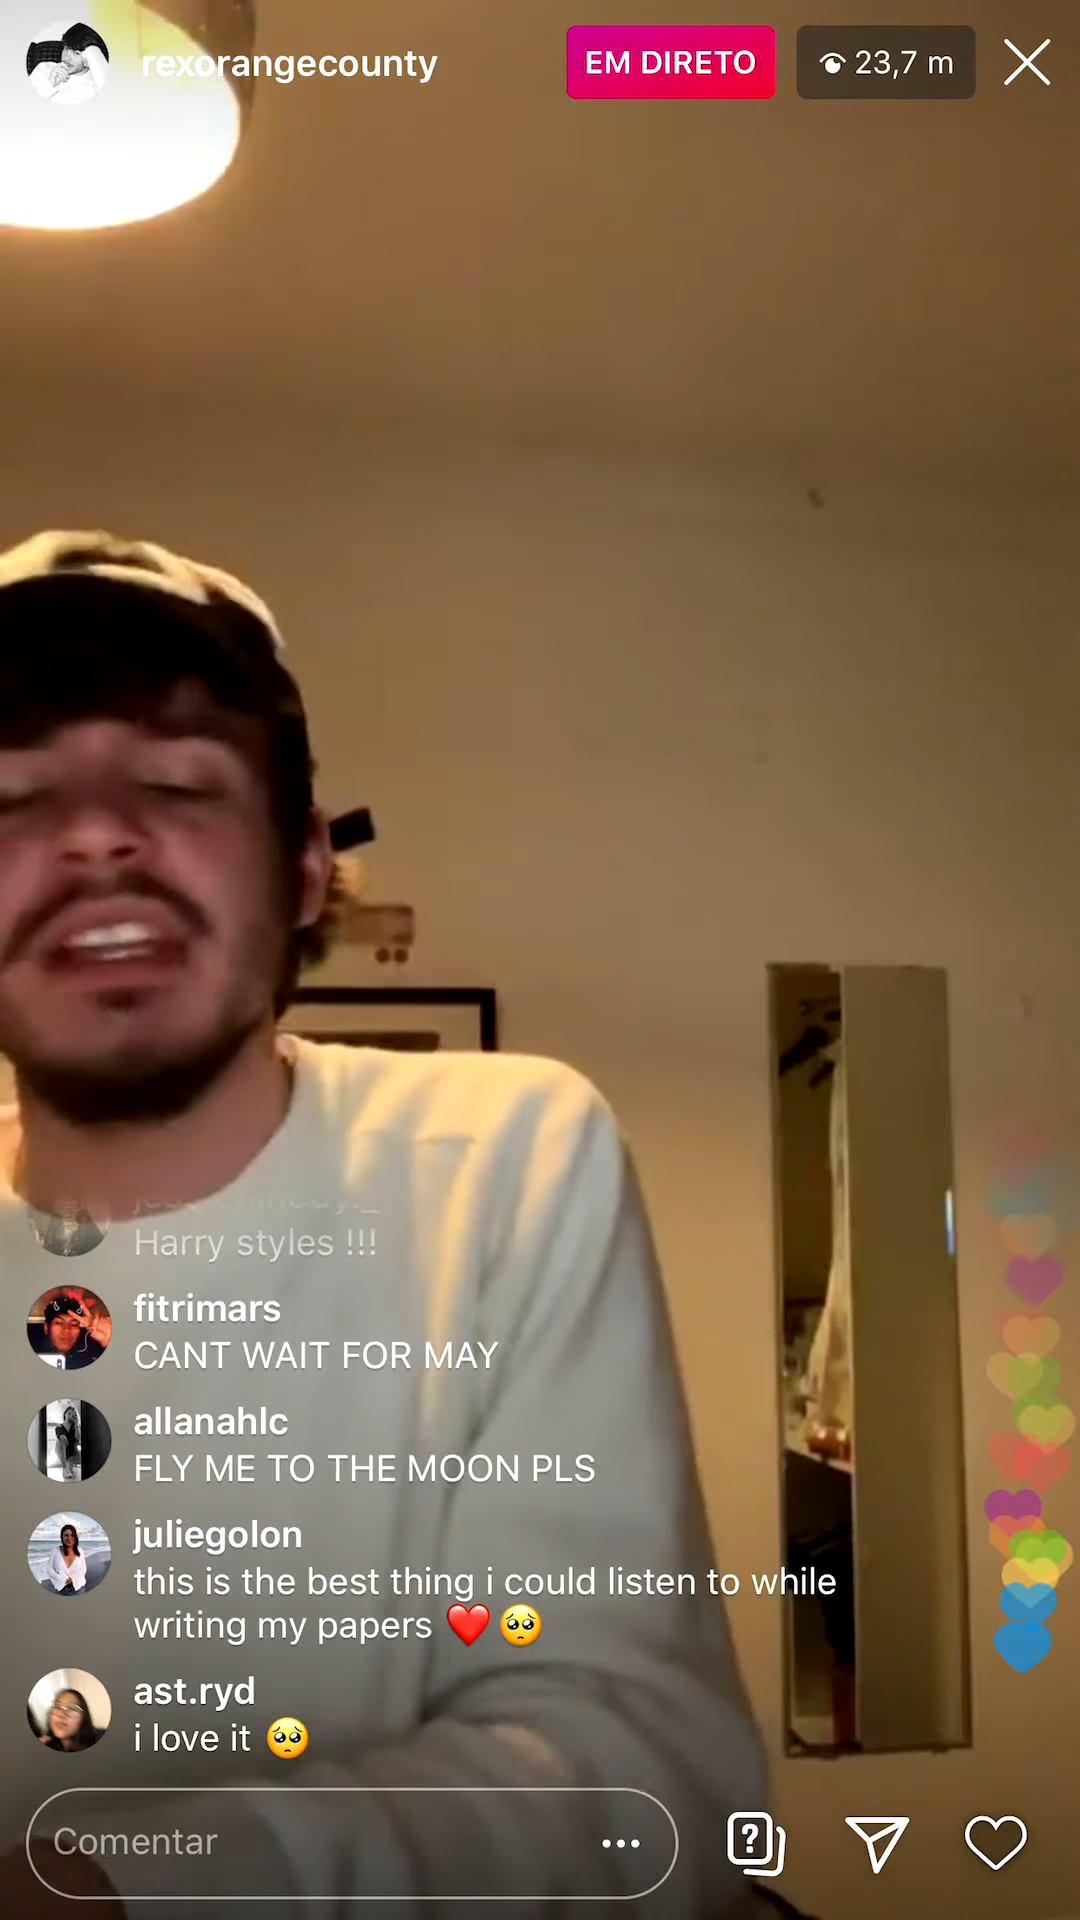 rexorangecounty
EM DIRETO
23,7 m
Harry styles !!!
fitrimars
CANT WAIT FOR MAY
allanahlc
FLY ME TO THE MOON PLS
juliegolon
this is the best thing i could listen to while
writing my papers ❤️🥺
ast.ryd
i love it 🥺
Comentar